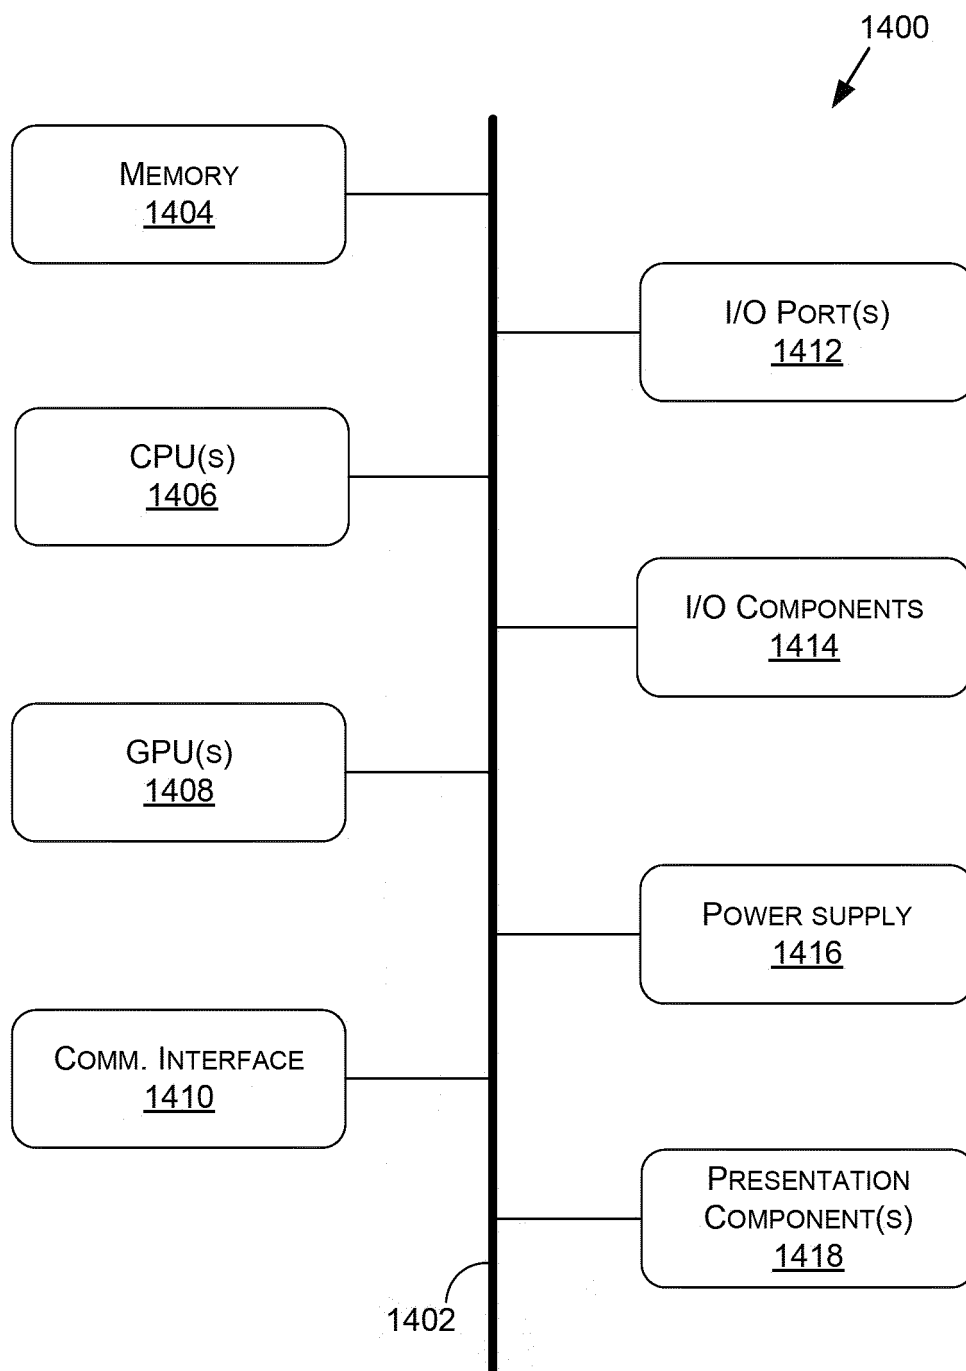 1400
MEMORY
1404
I/O PORT(S)
1412
CPU(S)
1406
I/O COMPONENTS
1414
GPU(S)
1408
POWER SUPPLY
1416
COMM. INTERFACE
1410
PRESENTATION
COMPONENT(S)
1418
1402